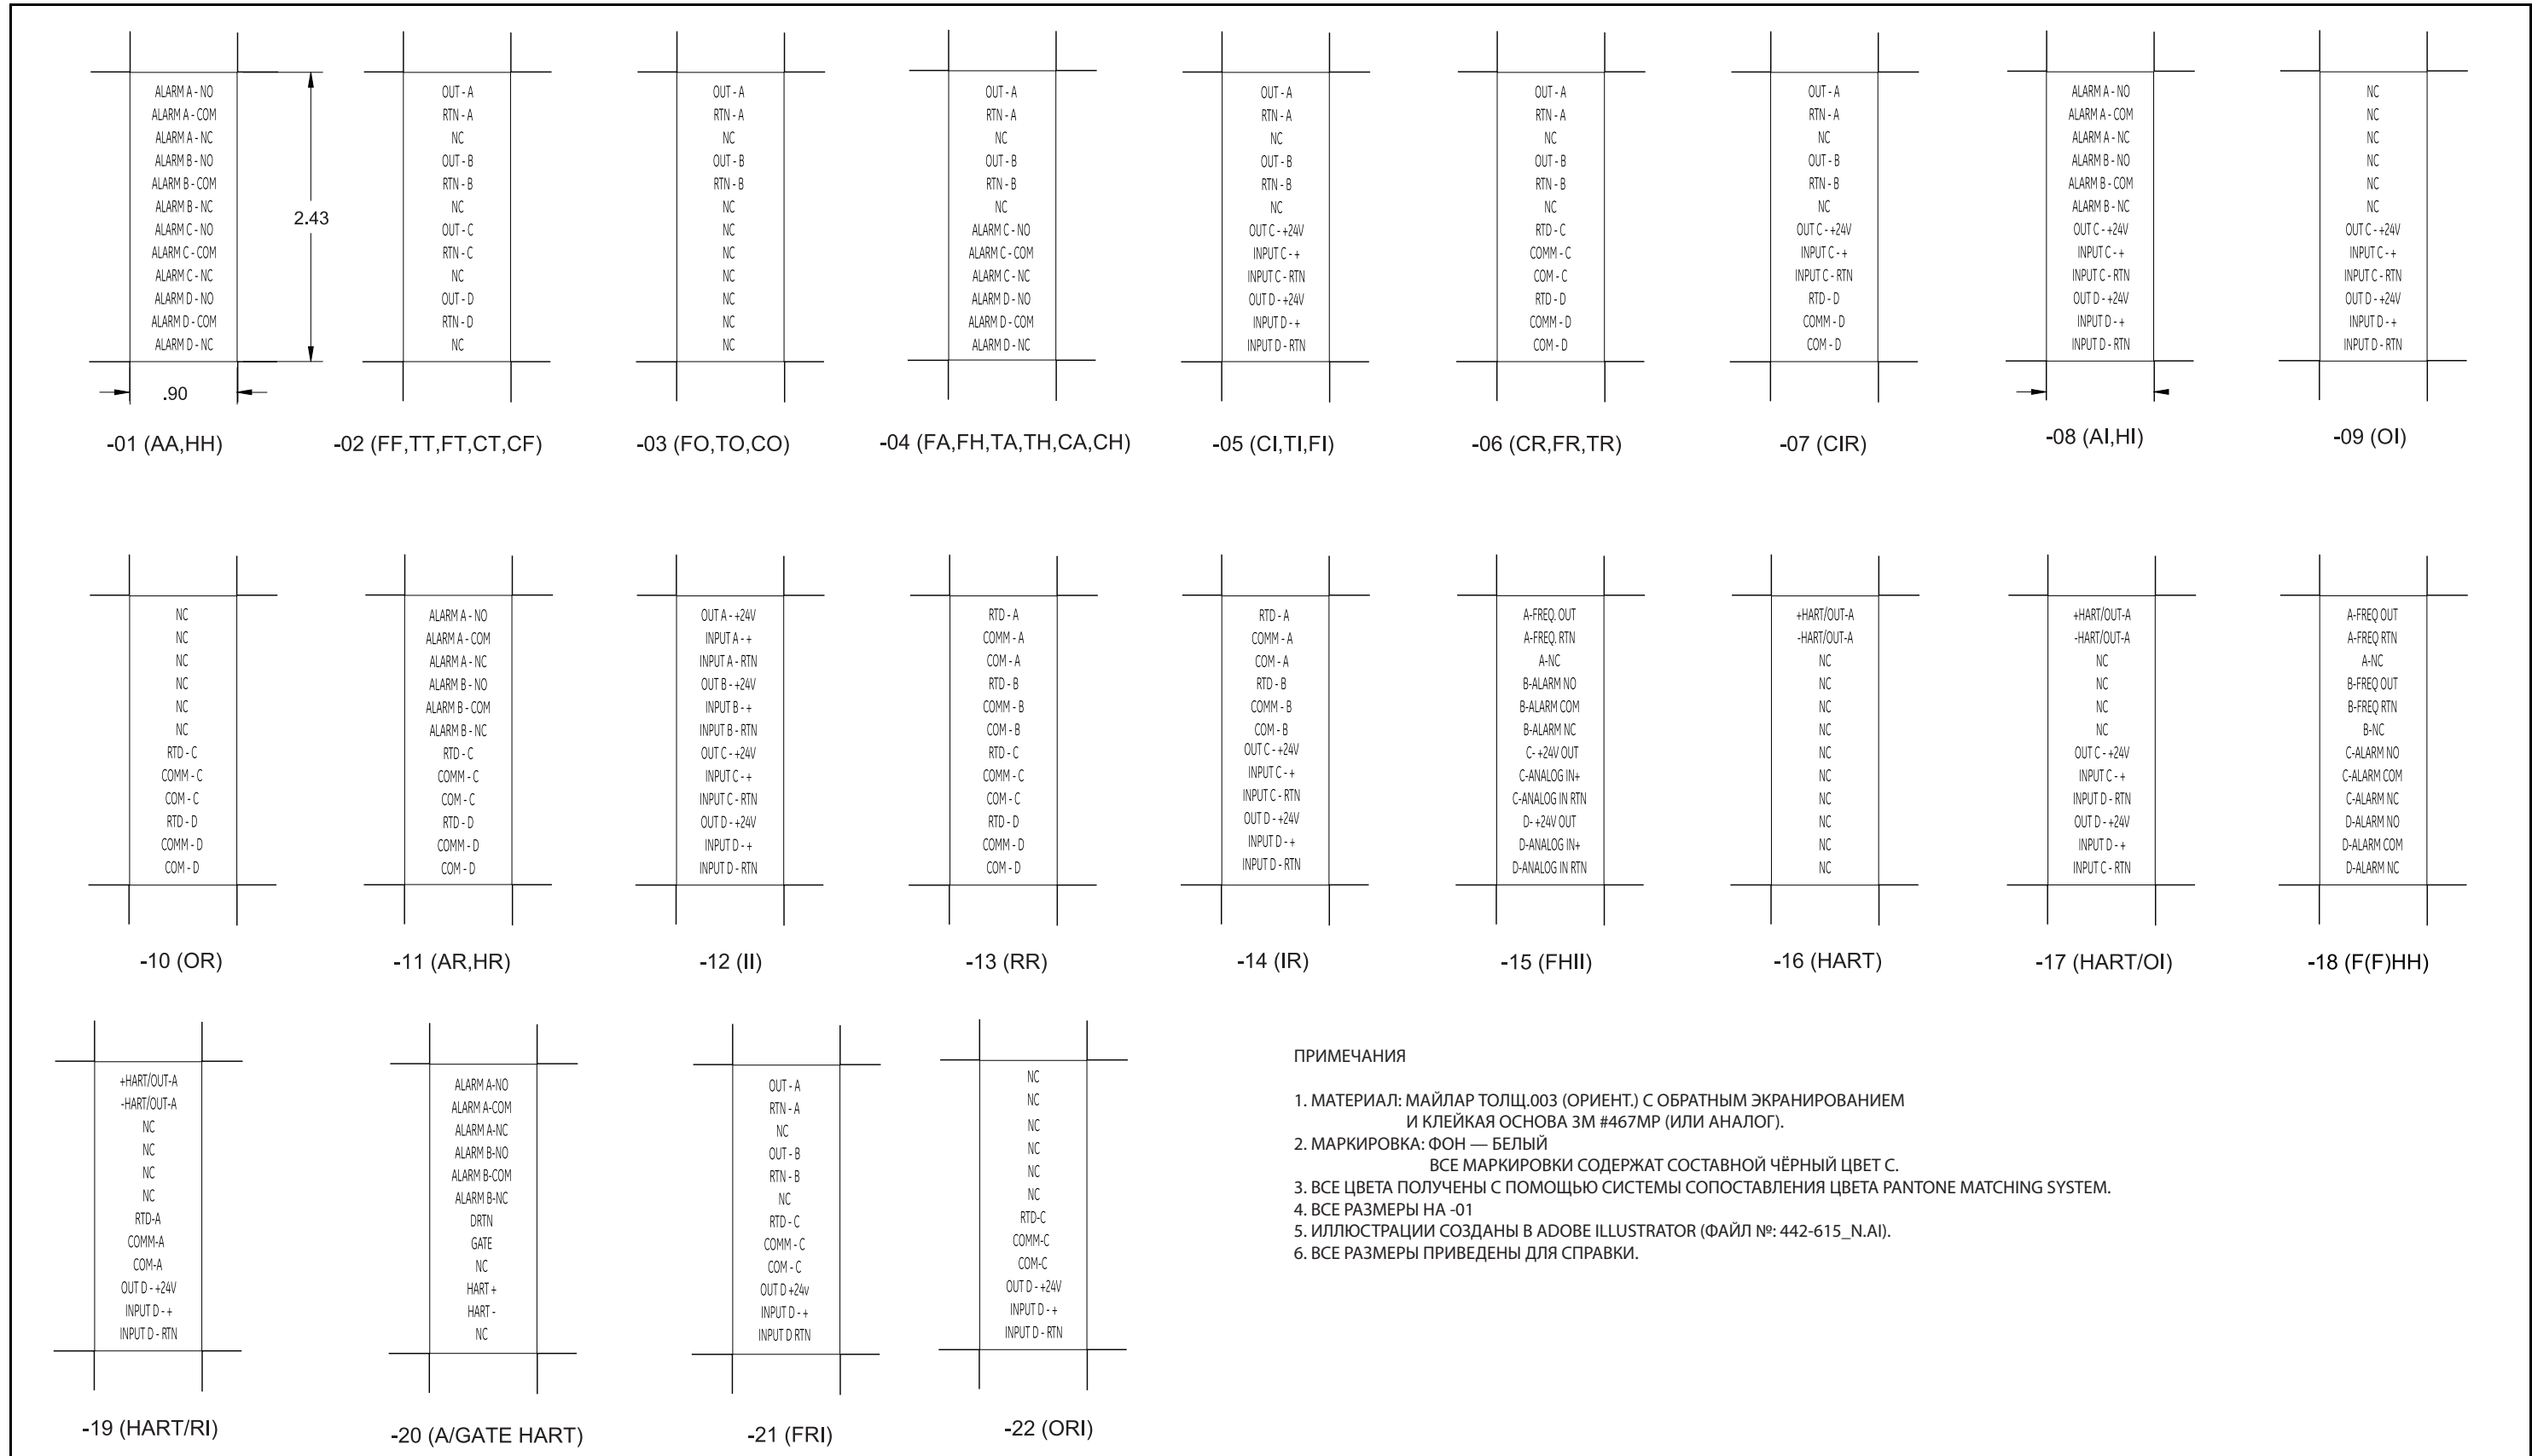 ALARM A - NO
ALARM A - COM
ALARM A - NC
ALARM B - NO
ALARM B - COM
ALARM B - NC
ALARM C - NO
ALARM C - COM
ALARM C - NC
ALARM D - NO
ALARM D - COM
ALARM D - NC
2.43
.90
-01 (AA,HH)
OUT - A
RTN - A
NC
OUT - B
RTN - B
NC
OUT - C
RTN - C
NC
OUT - D
RTN - D
NC
-02 (FF,TT,FT,CT,CF)
OUT - A
RTN - A
NC
OUT - B
RTN - B
NC
NC
NC
NC
NC
NC
NC
-03 (FO,TO,CO)
OUT - A
RTN - A
NC
OUT - B
RTN - B
NC
ALARM C - NO
ALARM C - COM
ALARM C - NC
ALARM D - NO
ALARM D - COM
ALARM D - NC
-04 (FA,FH,TA,TH,CA,CH)
OUT - A
RTN - A
NC
OUT - B
RTN - B
NC
OUT C - +24V
INPUT C - +
INPUT C - RTN
OUT D - +24V
INPUT D - +
INPUT D - RTN
-05 (CI,TI,FI)
OUT - A
RTN - A
NC
OUT - B
RTN - B
NC
RTD - C
COMM - C
COM - C
RTD - D
COMM - D
COM - D
-06 (CR,FR,TR)
OUT - A
RTN - A
NC
OUT - B
RTN - B
NC
OUT C - +24V
INPUT C - +
INPUT C - RTN
RTD - D
COMM - D
COM - D
-07 (CIR)
ALARM A - NO
ALARM A - COM
ALARM A - NC
ALARM B - NO
ALARM B - COM
ALARM B - NC
OUT C - +24V
INPUT C - +
INPUT C - RTN
OUT D - +24V
INPUT D - +
INPUT D - RTN
-08 (AI,HI)
NC
NC
NC
NC
NC
NC
OUT C - +24V
INPUT C - +
INPUT C - RTN
OUT D - +24V
INPUT D - +
INPUT D - RTN
-09 (OI)
NC
NC
NC
NC
NC
NC
RTD - C
COMM - C
COM - C
RTD - D
COMM - D
COM - D
-10 (OR)
ALARM A - NO
ALARM A - COM
ALARM A - NC
ALARM B - NO
ALARM B - COM
ALARM B - NC
RTD - C
COMM - C
COM - C
RTD - D
COMM - D
COM - D
-11 (AR,HR)
OUT A - +24V
INPUT A - +
INPUT A - RTN
OUT B - +24V
INPUT B - +
INPUT B - RTN
OUT C - +24V
INPUT C - +
INPUT C - RTN
OUT D - +24V
INPUT D - +
INPUT D - RTN
-12 (II)
RTD - A
COMM - A
COM - A
RTD - B
COMM - B
COM - B
RTD - C
COMM - C
COM - C
RTD - D
COMM - D
COM - D
-13 (RR)
RTD - A
COMM - A
COM - A
RTD - B
COMM - B
COM - B
OUT C - +24V
INPUT C - +
INPUT C - RTN
OUT D - +24V
INPUT D - +
INPUT D - RTN
-14 (IR)
A-FREQ. OUT
A-FREQ. RTN
A-NC
B-ALARM NO
B-ALARM COM
B-ALARM NC
C- +24V OUT
C-ANALOG IN+
C-ANALOG IN RTN
D- +24V OUT
D-ANALOG IN+
D-ANALOG IN RTN
-15 (FHII)
+HART/OUT-A
-HART/OUT-A
NC
NC
NC
NC
NC
NC
NC
NC
NC
NC
-16 (HART)
+HART/OUT-A
-HART/OUT-A
NC
NC
NC
NC
OUT C - +24V
INPUT C - +
INPUT D - RTN
OUT D - +24V
INPUT D - +
INPUT C - RTN
-17 (HART/OI)
A-FREQ OUT
A-FREQ RTN
A-NC
B-FREQ OUT
B-FREQ RTN
B-NC
C-ALARM NO
C-ALARM COM
C-ALARM NC
D-ALARM NO
D-ALARM COM
D-ALARM NC
-18 (F(F)HH)
+HART/OUT-A
-HART/OUT-A
NC
NC
NC
NC
RTD-A
COMM-A
COM-A
OUT D - +24V
INPUT D - +
INPUT D - RTN
-19 (HART/RI)
ALARM A-NO
ALARM A-COM
ALARM A-NC
ALARM B-NO
ALARM B-COM
ALARM B-NC
DRTN
GATE
NC
HART +
HART -
NC
-20 (A/GATE HART)
OUT - A
RTN - A
NC
OUT - B
RTN - B
NC
RTD - C
COMM - C
COM - C
OUT D +24v
INPUT D - +
INPUT D RTN
-21 (FRI)
NC
NC
NC
NC
NC
NC
RTD-C
COMM-C
COM-C
OUT D - +24V
INPUT D - +
INPUT D - RTN
-22 (ORI)
ПРИМЕЧАНИЯ
1. МАТЕРИАЛ: МАЙЛАР ТОЛЩ.003 (ОРИЕНТ.) С ОБРАТНЫМ ЭКРАНИРОВАНИЕМ
И КЛЕЙКАЯ ОСНОВА 3M #467MP (ИЛИ АНАЛОГ).
2. МАРКИРОВКА: ФОН — БЕЛЫЙ
ВСЕ МАРКИРОВКИ СОДЕРЖАТ СОСТАВНОЙ ЧЁРНЫЙ ЦВЕТ С.
3. ВСЕ ЦВЕТА ПОЛУЧЕНЫ С ПОМОЩЬЮ СИСТЕМЫ СОПОСТАВЛЕНИЯ ЦВЕТА PANTONE MATCHING SYSTEM.
4. ВСЕ РАЗМЕРЫ НА -01
5. ИЛЛЮСТРАЦИИ СОЗДАНЫ В ADOBE ILLUSTRATOR (ФАЙЛ №: 442-615_N.AI).
6. ВСЕ РАЗМЕРЫ ПРИВЕДЕНЫ ДЛЯ СПРАВКИ.